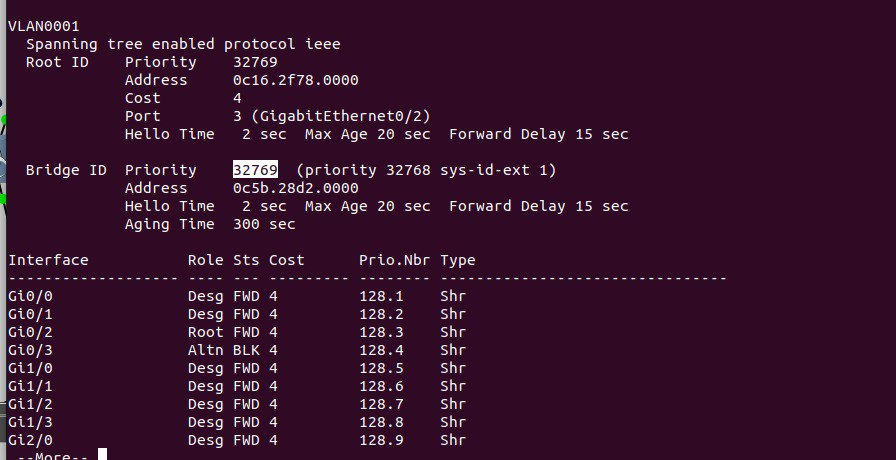 VLAN0001
  Spanning tree enabled protocol ieee
  Root ID    Priority    32769
             Address     0c16.2f78.0000
             Cost        4
             Port        3 (GigabitEthernet0/2)
             Hello Time   2 sec  Max Age 20 sec  Forward Delay 15 sec

  Bridge ID  Priority    32769  (priority 32768 sys-id-ext 1)
             Address     0c5b.28d2.0000
             Hello Time   2 sec  Max Age 20 sec  Forward Delay 15 sec
             Aging Time  300 sec

Interface           Role Sts Cost      Prio.Nbr Type
------------------- ---- --- --------- -------- --------------------------------
Gi0/0               Desg FWD 4         128.1    Shr
Gi0/1               Desg FWD 4         128.2    Shr
Gi0/2               Root FWD 4         128.3    Shr
Gi0/3               Altn BLK 4         128.4    Shr
Gi1/0               Desg FWD 4         128.5    Shr
Gi1/1               Desg FWD 4         128.6    Shr
Gi1/2               Desg FWD 4         128.7    Shr
Gi1/3               Desg FWD 4         128.8    Shr
Gi2/0               Desg FWD 4         128.9    Shr
 --More--